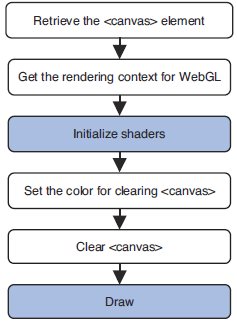 Retrieve the <canvas> element
Get the rendering context for WebGL
Initialize shaders
Set the color for clearing <canvas>
Clear <canvas>
Draw